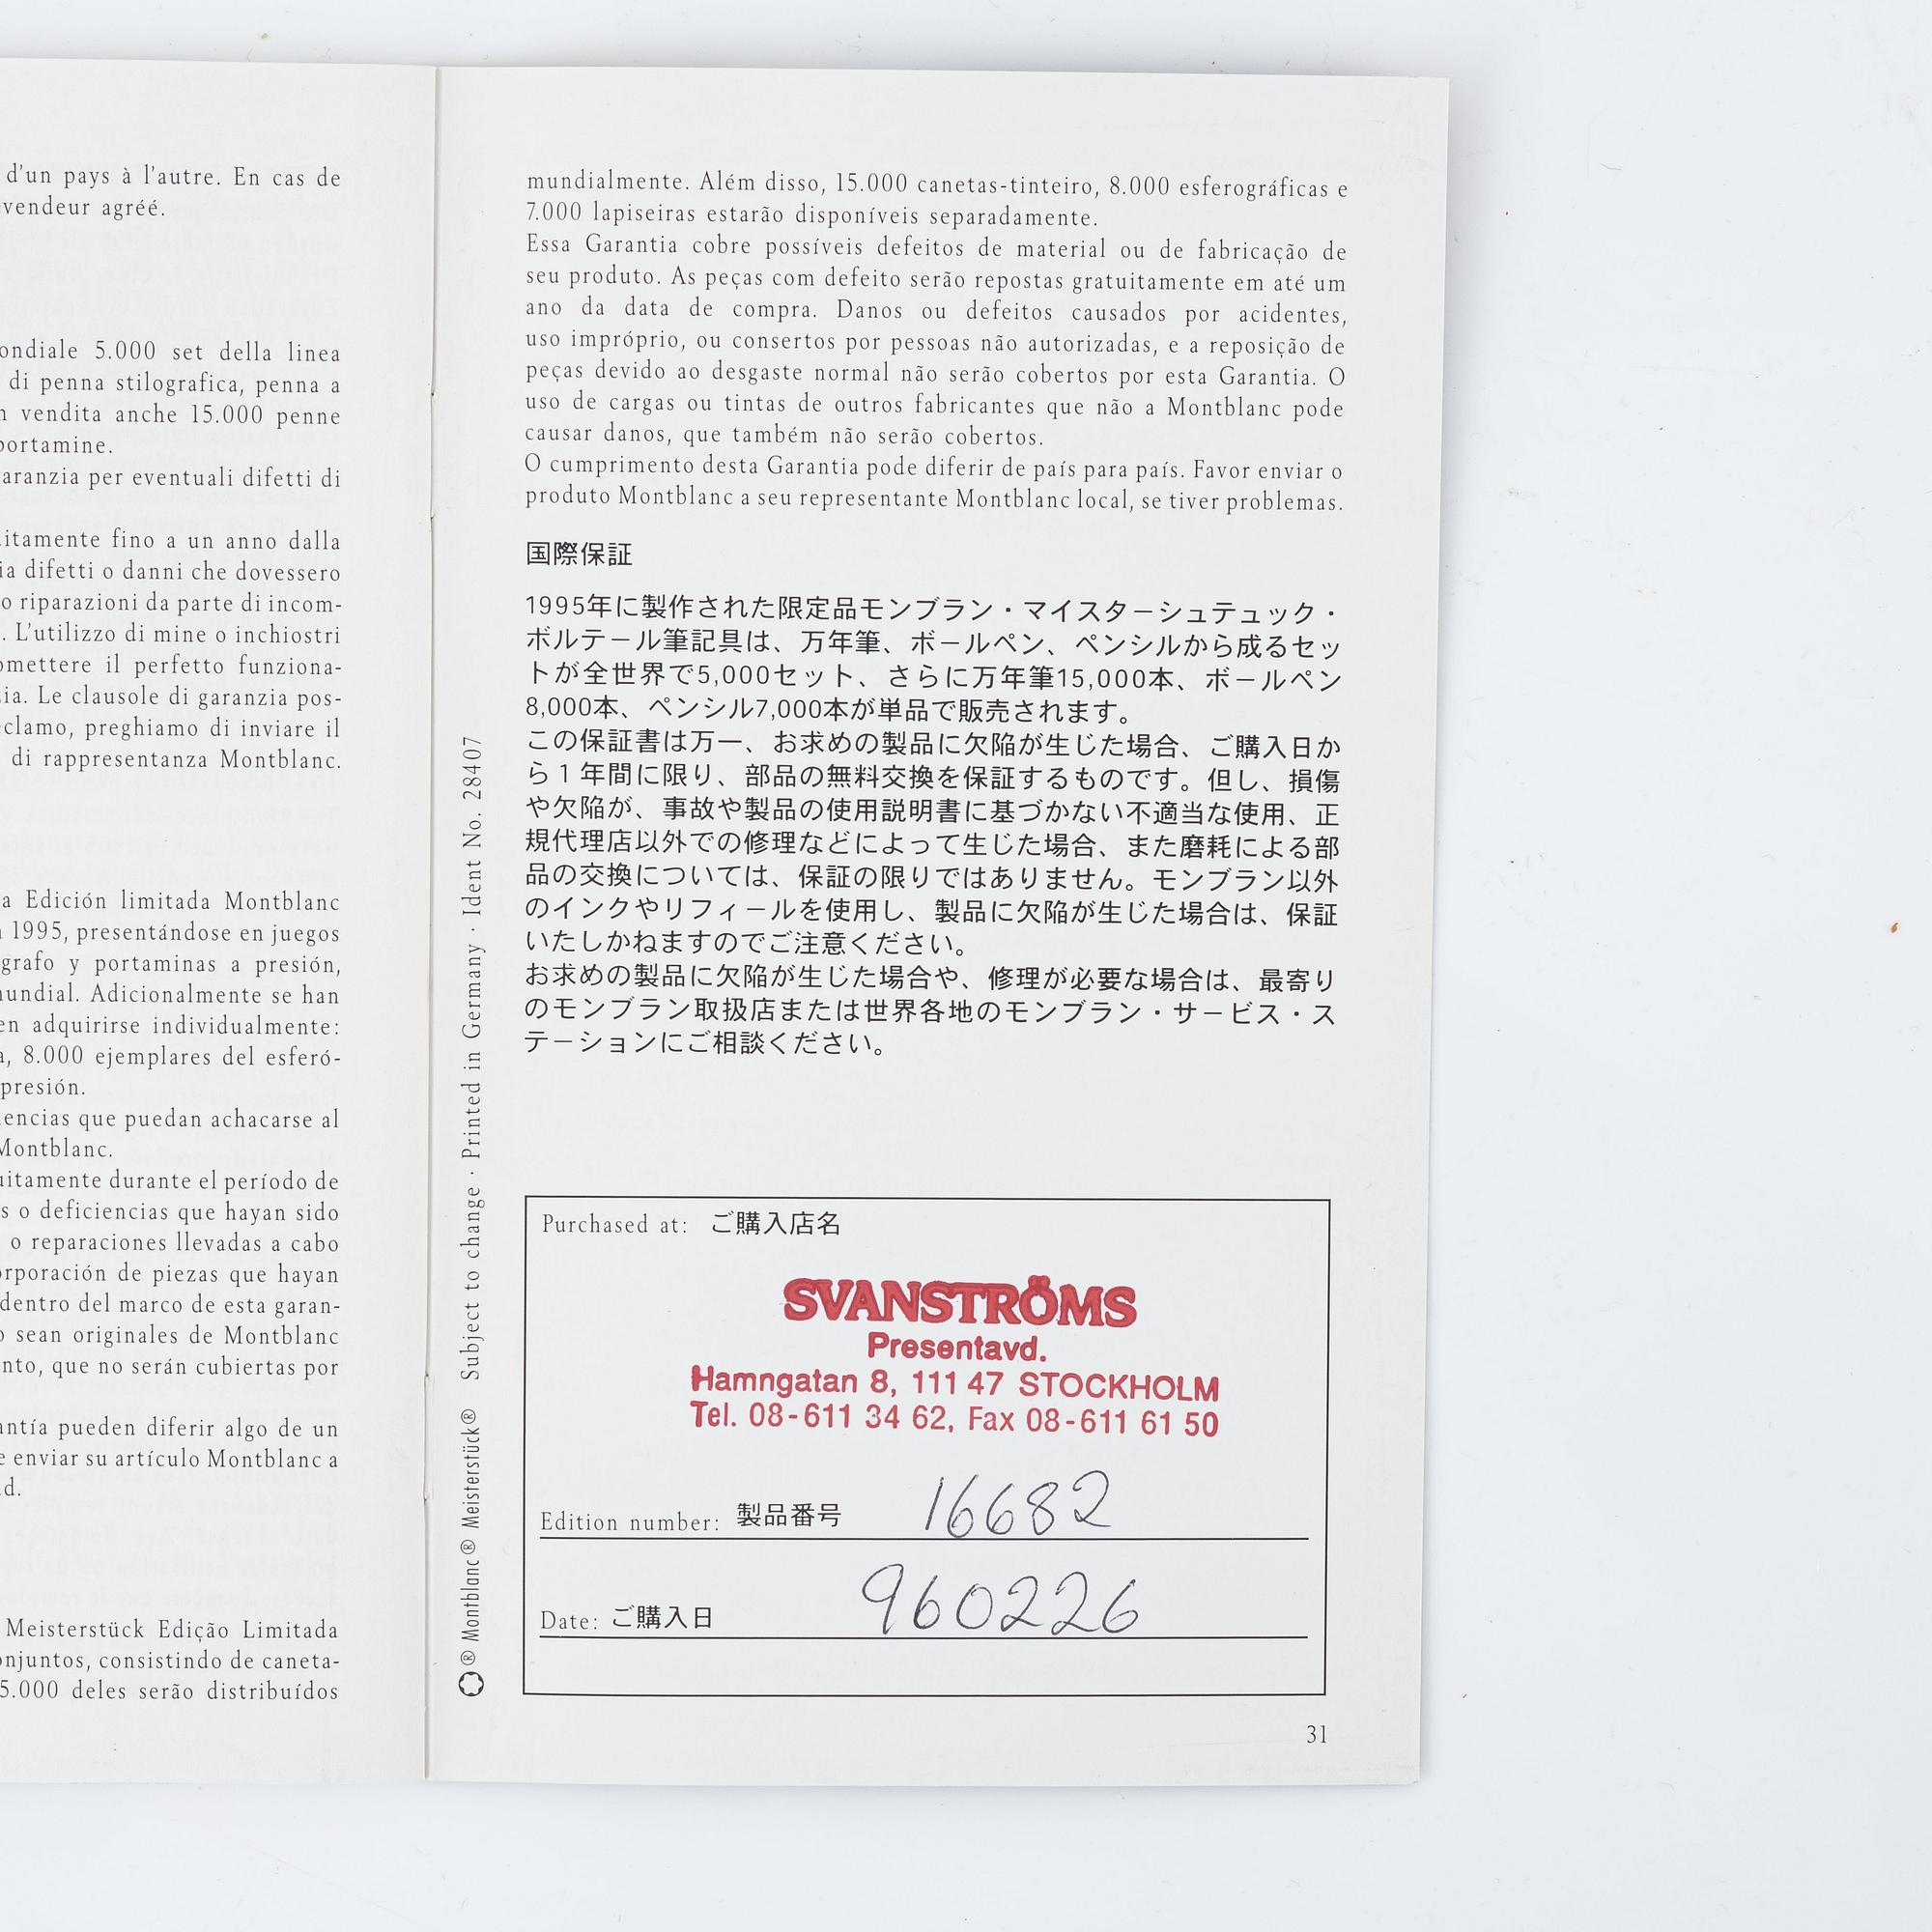 d'un pays à l'autre. En cas de
vendeur agréé.
ondiale 5.000 set della linea
di penna stilografica, penna a
vendita anche 15.000 penne
portamine.
aranzia per eventuali difetti di
itamente fino a un anno dalla
ia difetti o danni che dovessero
o riparazioni da parte di incom-
. L'utilizzo di mine o inchiostri
omettere il perfetto funziona-
zia. Le clausole di garanzia pos-
eclamo, preghiamo di inviare il
di rappresentanza Montblanc.
a Edición limitada Montblanc
1995, presentándose en juegos
grafo y portaminas a presión,
mundial. Adicionalmente se han
en adquirirse individualmente:
a, 8.000 ejemplares del esferó-
presión.
iencias que puedan achacarse al
Montblanc.
uitamente durante el período de
s o deficiencias que hayan sido
o reparaciones llevadas a cabo
orporación de piezas que hayan
dentro del marco de esta garan-
o sean originales de Montblanc
nto, que no serán cubiertas por
antía pueden diferir algo de un
e enviar su artículo Montblanc a
d.
Meisterstück Edição Limitada
onjuntos, consistindo de caneta-
5.000 deles serão distribuídos
® Montblanc® Meisterstück® Subject to change · Printed in Germany · Ident No. 28407
mundialmente. Além disso, 15.000 canetas-tinteiro, 8.000 esferográficas e
7.000 lapiseiras estarão disponíveis separadamente.
Essa Garantia cobre possíveis defeitos de material ou de fabricação de
seu produto. As peças com defeito serão repostas gratuitamente em até um
ano da data de compra. Danos ou defeitos causados por acidentes,
uso impróprio, ou consertos por pessoas não autorizadas, e a reposição de
peças devido ao desgaste normal não serão cobertos por esta Garantia. O
uso de cargas ou tintas de outros fabricantes que não a Montblanc pode
causar danos, que também não serão cobertos.
O cumprimento desta Garantia pode diferir de país para país. Favor enviar o
produto Montblanc a seu representante Montblanc local, se tiver problemas.
国際保証
1995年に製作された限定品モンブラン・マイスターシュテュック・
ボルテール筆記具は、万年筆、ボールペン、ペンシルから成るセッ
トが全世界で5,000セット、さらに万年筆15,000本、ボールペン
8,000本、ペンシル7,000本が単品で販売されます。
この保証書は万一、お求めの製品に欠陥が生じた場合、ご購入日か
ら1年間に限り、部品の無料交換を保証するものです。但し、損傷
や欠陥が、事故や製品の使用説明書に基づかない不適当な使用、正
規代理店以外での修理などによって生じた場合、また磨耗による部
品の交換については、保証の限りではありません。モンブラン以外
のインクやリフィールを使用し、製品に欠陥が生じた場合は、保証
いたしかねますのでご注意ください。
お求めの製品に欠陥が生じた場合や、修理が必要な場合は、最寄り
のモンブラン取扱店または世界各地のモンブラン・サービス・ス
テーションにご相談ください。
Purchased at: ご購入店名
SVANSTRÖMS
Presentavd.
Hamngatan 8, 111 47 STOCKHOLM
Tel. 08-611 34 62, Fax 08-611 61 50
Edition number: 製品番号 16682
Date: ご購入日 960226
31